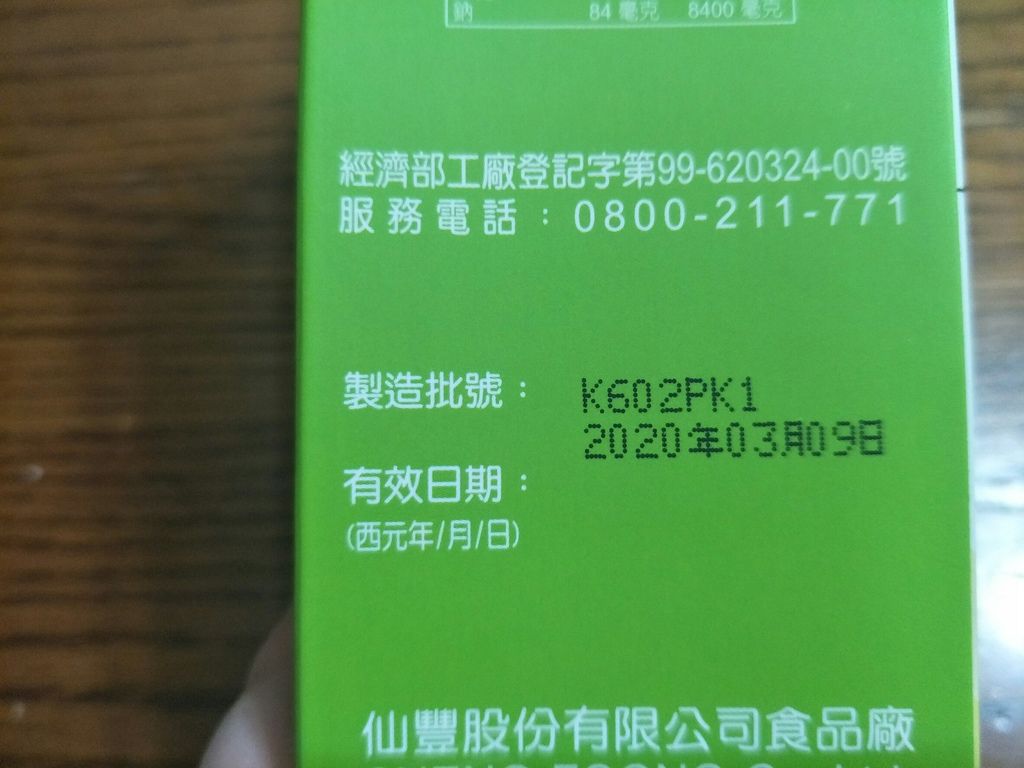 鈉 84 毫克 8400 毫克
經濟部工廠登記字第99-620324-00號
服務電話：0800-211-771
製造批號： K602PK1
2020年03月09日
有效日期：
(西元年/月/日)
仙豐股份有限公司食品廠